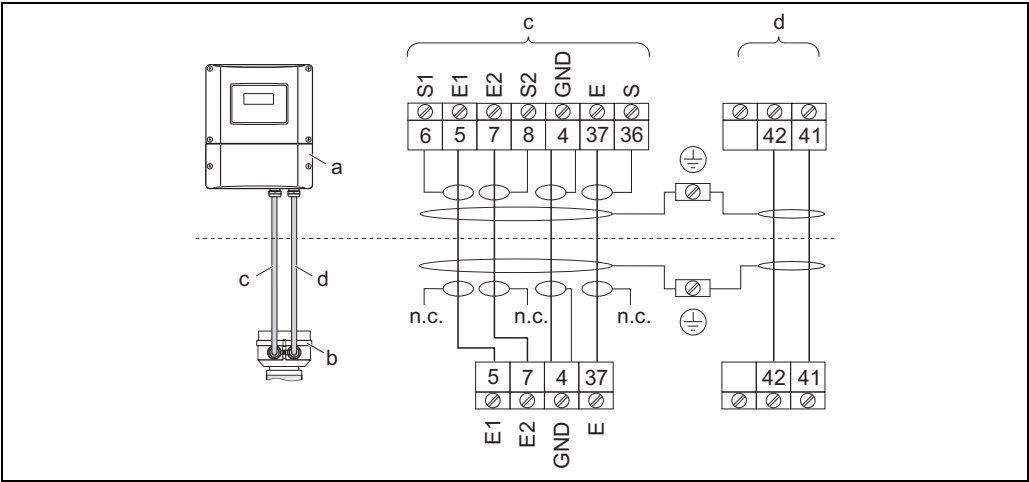 c
d
S1 E1 E2 S2 GND E S
6 5 7 8 4 37 36
42 41
a
c
d
n.c. n.c. n.c.
b
5 7 4 37
42 41
E1 E2 GND E